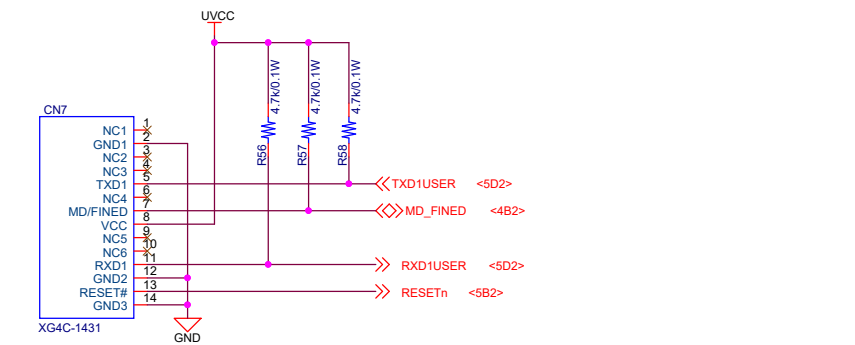 UVCC
4.7k/0.1W
4.7k/0.1W
4.7k/0.1W
R56
R57
R58
CN7
NC1 1
GND1 2
NC2 3
NC3 4
TXD1 5
NC4 6
MD/FINED 7
VCC 8
NC5 9
NC6 10
RXD1 11
GND2 12
RESET# 13
GND3 14
TXD1USER <5D2>
MD_FINED <4B2>
RXD1USER <5D2>
RESETn <5B2>
XG4C-1431
GND